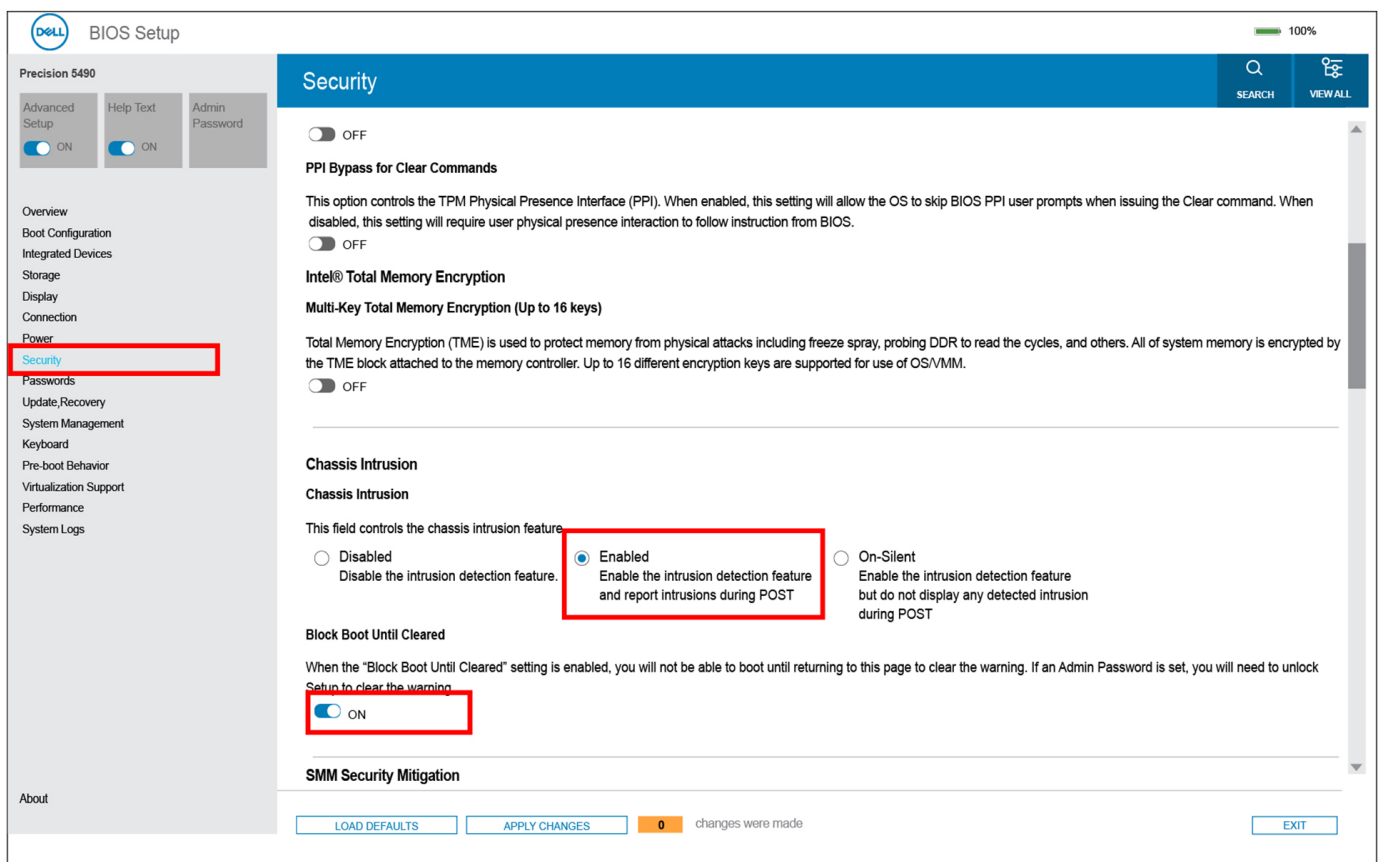 DELL
BIOS Setup
100%
Precision 5490
Advanced
Setup
ON
Help Text
ON
Admin
Password
Overview
Boot Configuration
Integrated Devices
Storage
Display
Connection
Power
Security
Passwords
Update,Recovery
System Management
Keyboard
Pre-boot Behavior
Virtualization Support
Performance
System Logs
About
Security
SEARCH
VIEW ALL
OFF
PPI Bypass for Clear Commands
This option controls the TPM Physical Presence Interface (PPI). When enabled, this setting will allow the OS to skip BIOS PPI user prompts when issuing the Clear command. When
disabled, this setting will require user physical presence interaction to follow instruction from BIOS.
OFF
Intel® Total Memory Encryption
Multi-Key Total Memory Encryption (Up to 16 keys)
Total Memory Encryption (TME) is used to protect memory from physical attacks including freeze spray, probing DDR to read the cycles, and others. All of system memory is encrypted by
the TME block attached to the memory controller. Up to 16 different encryption keys are supported for use of OS/VMM.
OFF
Chassis Intrusion
Chassis Intrusion
This field controls the chassis intrusion feature
Disabled
Disable the intrusion detection feature.
Enabled
Enable the intrusion detection feature
and report intrusions during POST
On-Silent
Enable the intrusion detection feature
but do not display any detected intrusion
during POST
Block Boot Until Cleared
When the “Block Boot Until Cleared” setting is enabled, you will not be able to boot until returning to this page to clear the warning. If an Admin Password is set, you will need to unlock
Setup to clear the warning
ON
SMM Security Mitigation
LOAD DEFAULTS
APPLY CHANGES
0
changes were made
EXIT